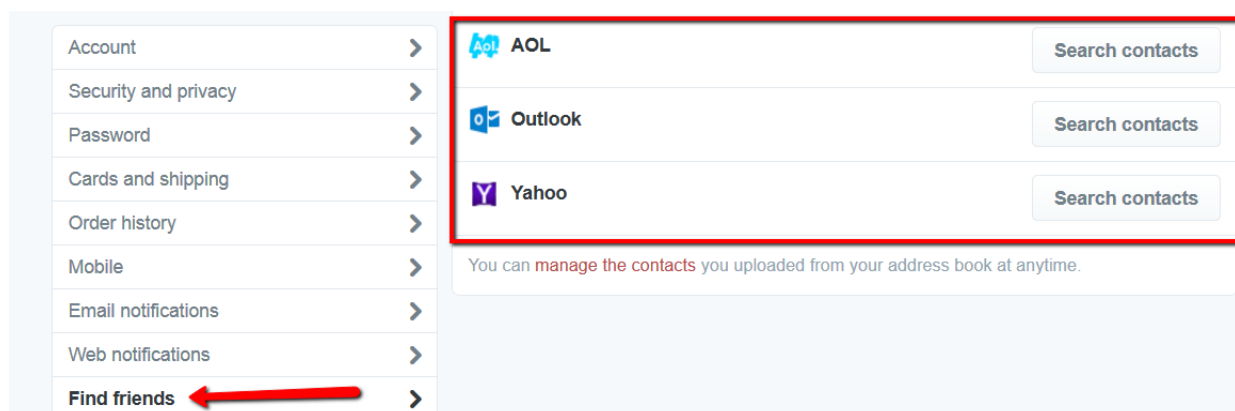 Account
Security and privacy
Password
Cards and shipping
Order history
Mobile
Email notifications
Web notifications
Find friends
Aol. AOL Search contacts
Outlook Search contacts
Yahoo Search contacts
You can manage the contacts you uploaded from your address book at anytime.